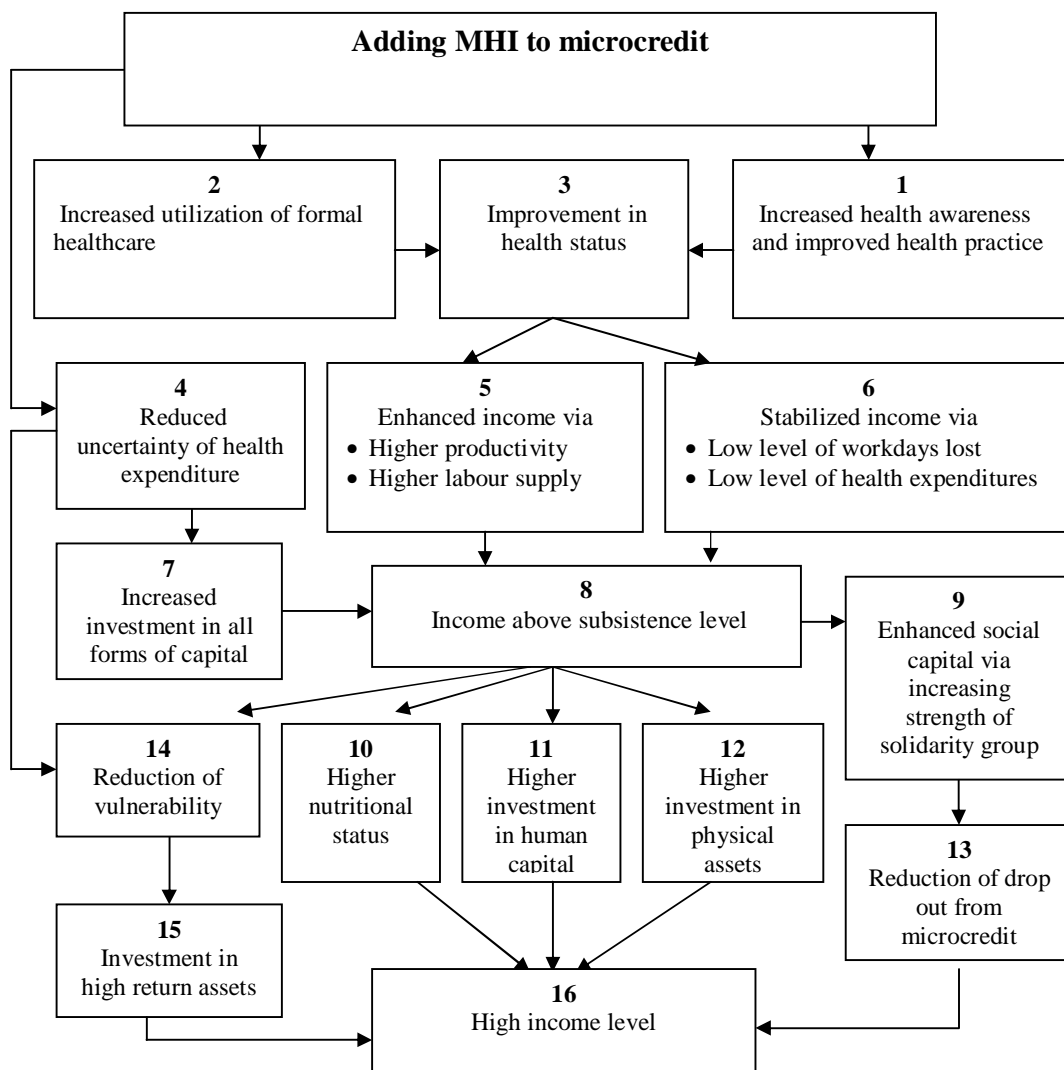 Adding MHI to microcredit
2
Increased utilization of formal
healthcare
3
Improvement in
health status
1
Increased health awareness
and improved health practice
4
Reduced
uncertainty of health
expenditure
5
Enhanced income via
• Higher productivity
• Higher labour supply
6
Stabilized income via
• Low level of workdays lost
• Low level of health expenditures
7
Increased
investment in all
forms of capital
8
Income above subsistence level
9
Enhanced social
capital via
increasing
strength of
solidarity group
14
Reduction of
vulnerability
10
Higher
nutritional
status
11
Higher
investment
in human
capital
12
Higher
investment in
physical
assets
13
Reduction of drop
out from
microcredit
15
Investment in
high return assets
16
High income level